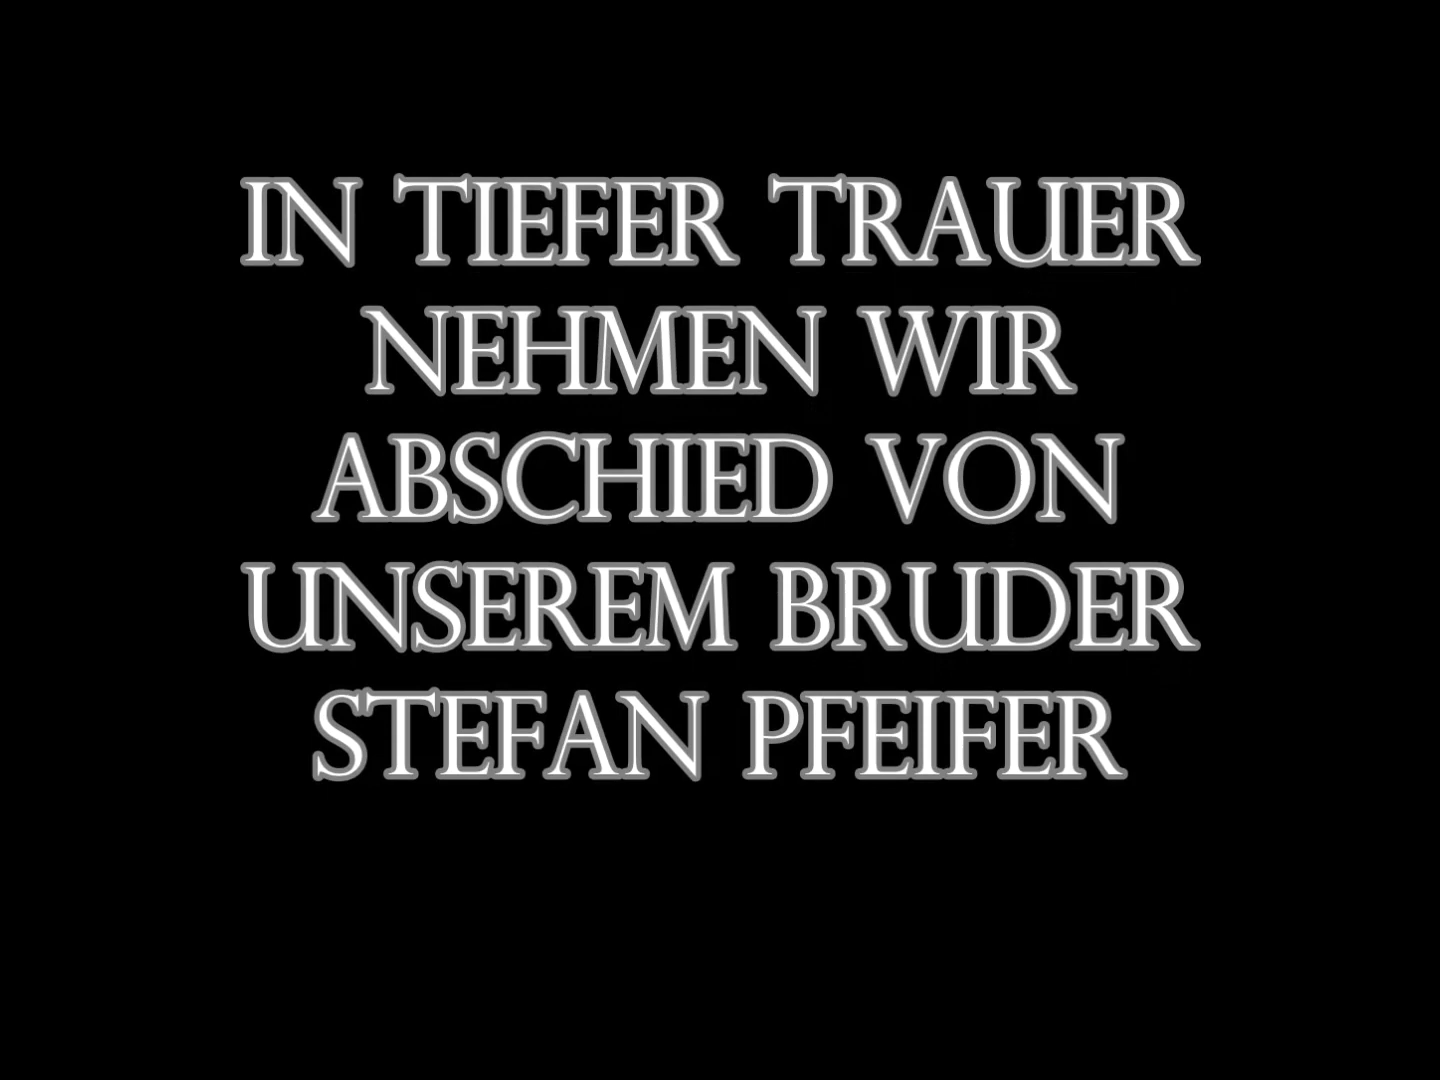 IN TIEFER TRAUER
NEHMEN WIR
ABSCHIED VON
UNSEREM BRUDER
STEFAN PFEIFER